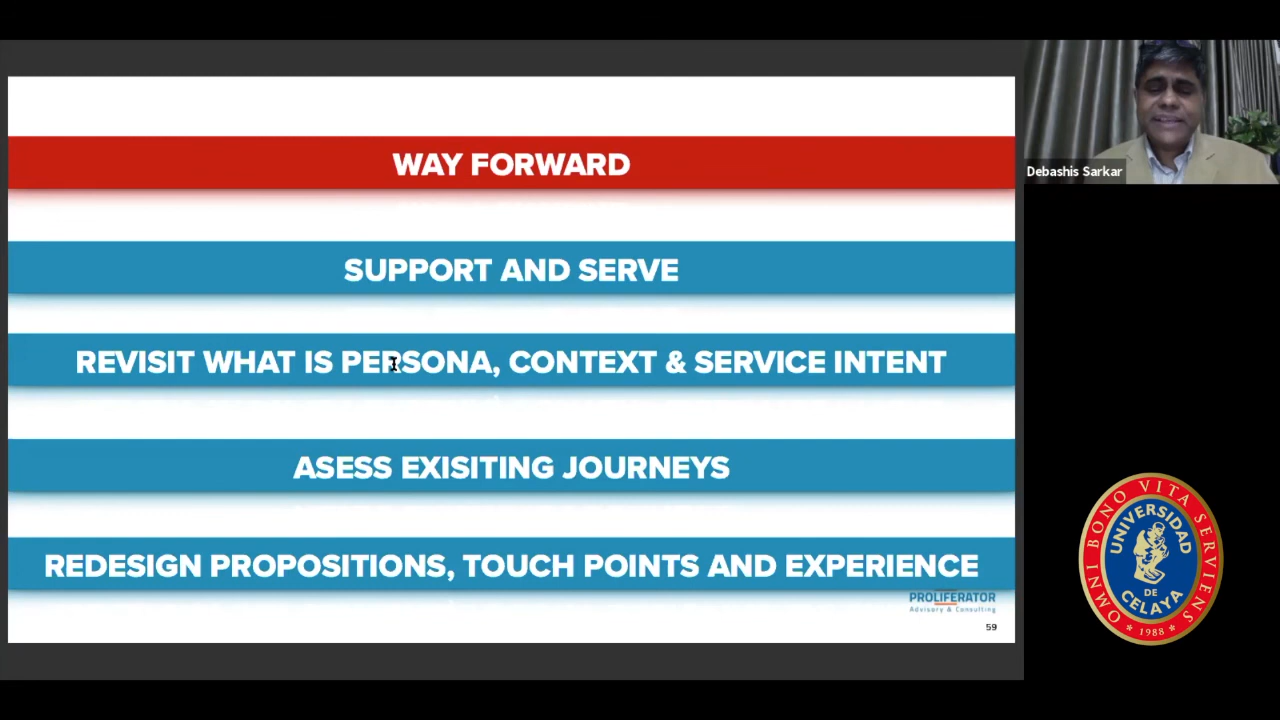 WAY FORWARD
SUPPORT AND SERVE
REVISIT WHAT IS PERSONA, CONTEXT & SERVICE INTENT
ASESS EXISITING JOURNEYS
REDESIGN PROPOSITIONS, TOUCH POINTS AND EXPERIENCE
PROLIFERATOR
Advisory & Consulting
59
Debashis Sarkar
OMNI BONO VITA SERVIENS
UNIVERSIDAD
DE
CELAYA
* 1988 *